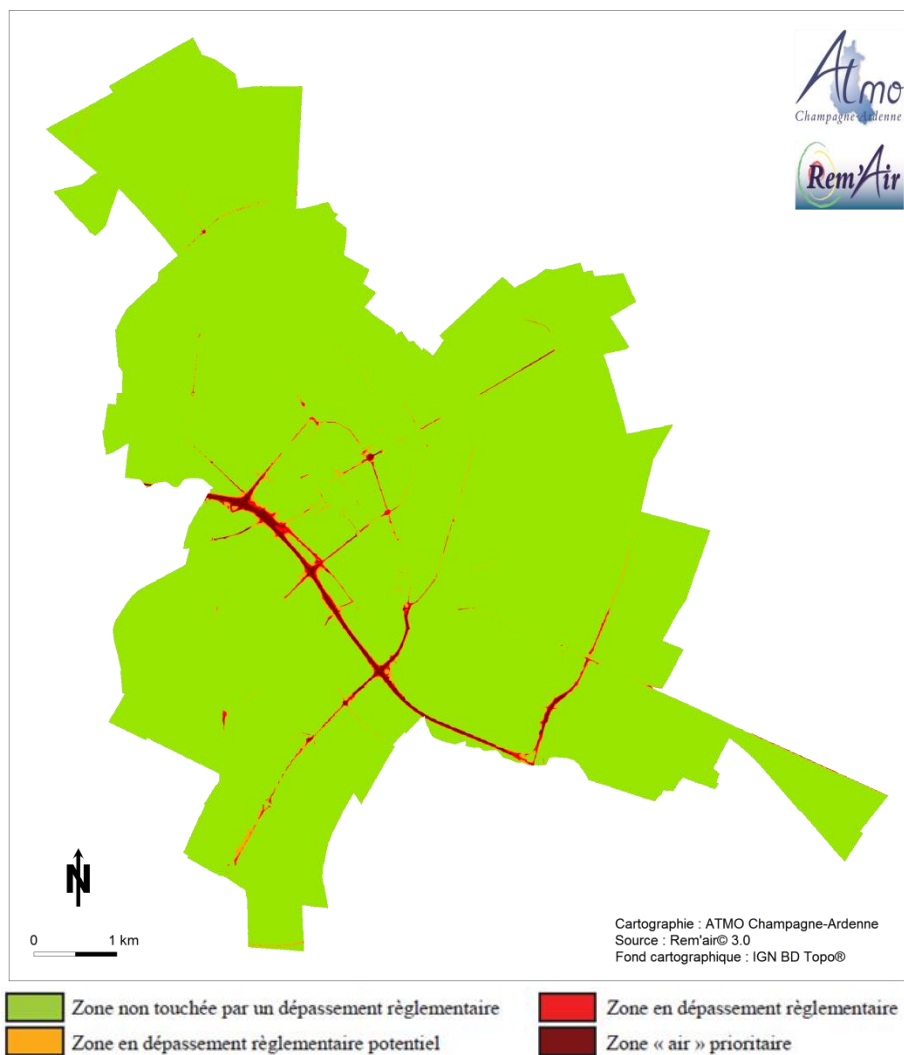 Atmo
Champagne-Ardenne
Rem'Air
N
0 1 km
Cartographie : ATMO Champagne-Ardenne
Source : Rem'air© 3.0
Fond cartographique : IGN BD Topo®
Zone non touchée par un dépassement règlementaire
Zone en dépassement règlementaire
Zone en dépassement règlementaire potentiel
Zone « air » prioritaire